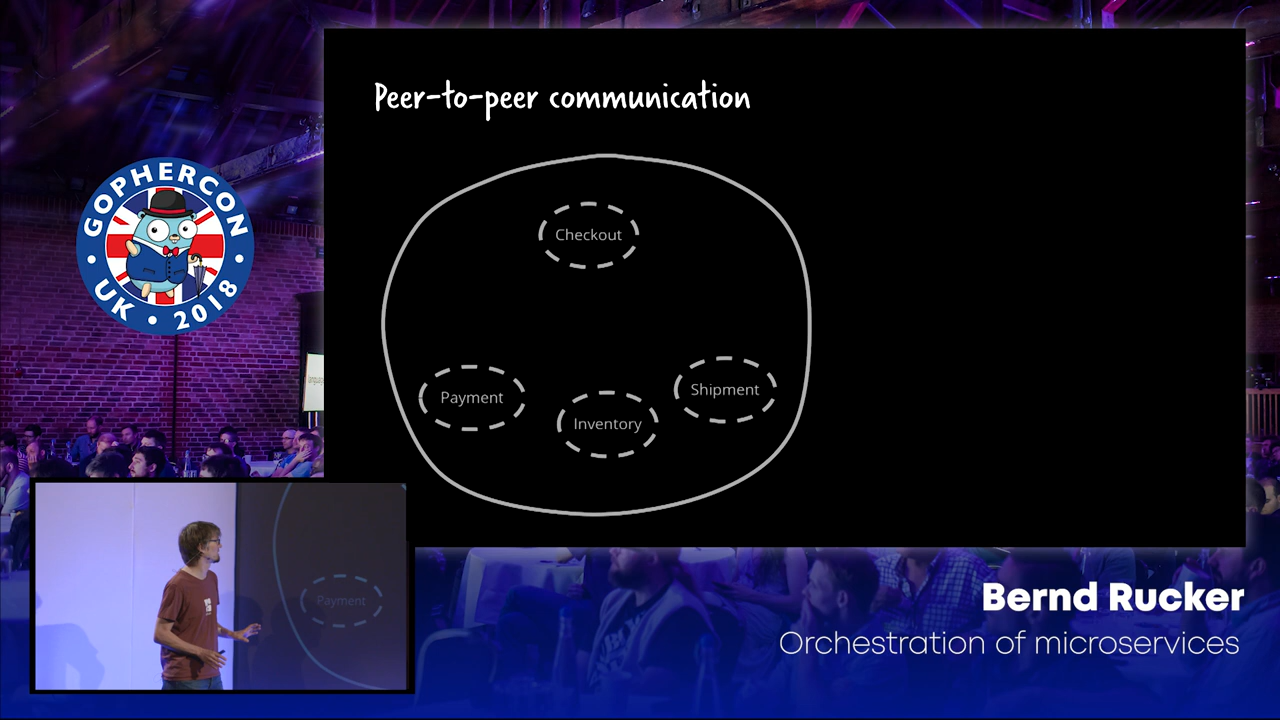 Peer-to-peer communication
GOPHERCON
UK • 2018
Checkout
Payment
Inventory
Shipment
Payment
Bernd Rucker
Orchestration of microservices